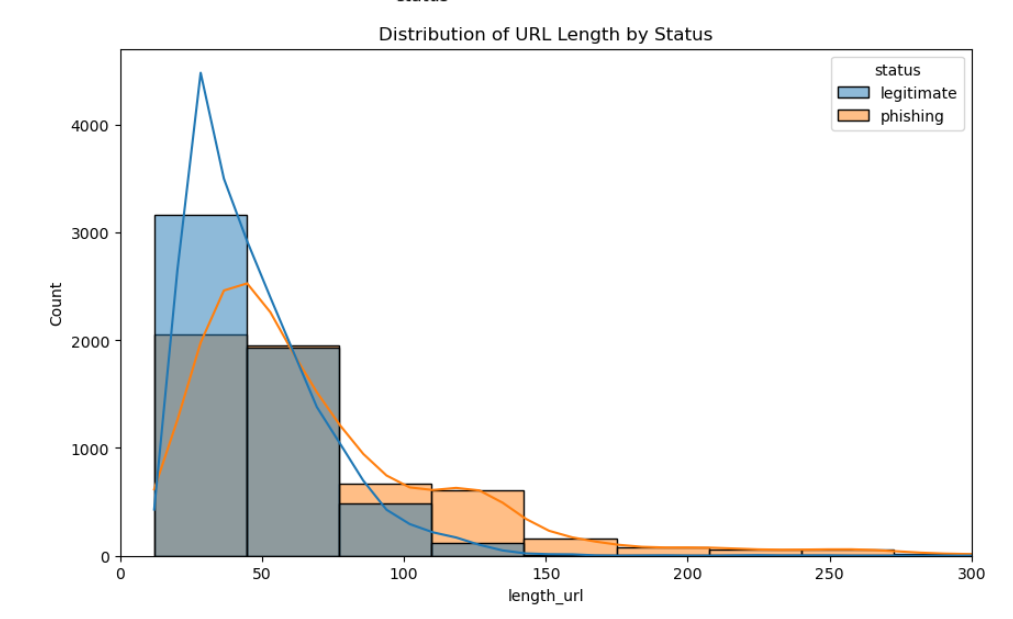 status
Distribution of URL Length by Status
status
legitimate
phishing
4000
3000
2000
1000
0
Count
0 50 100 150 200 250 300
length_url